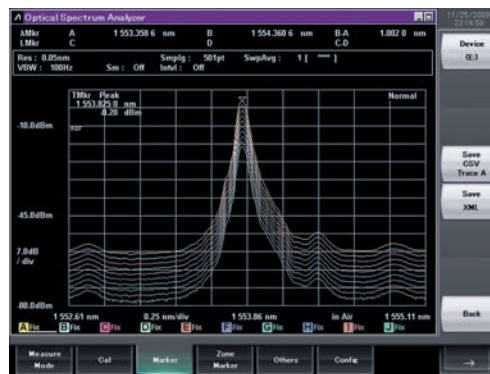 Optical Spectrum Analyzer
11/25/2009
23:16:59
λMkr A 1 553.358 6 nm B 1 554.360 6 nm B-A 1.002 0 nm
LMkr C D C-D
Res : 0.05nm Smplg : 501pt SwpAvg : 1 [ ]
VBW : 100Hz Sm : Off Intvl : Off
TMkr Peak Normal
1 553.825 0 nm
-0.20 dBm
-10.0dBm
REF
-45.0dBm
7.0dB
/ div
-80.0dBm
1 552.61 nm 0.25 nm/div 1 553.86 nm in Air 1 555.11 nm
A Fix B Fix C Fix D Fix E Fix F Fix G Fix H Fix I Fix J Fix
Measure
Mode
Cal
Marker
Zone
Marker
Others
Config
Device
(E:)
Save
CSV
Trace A
Save
XML
Back
→